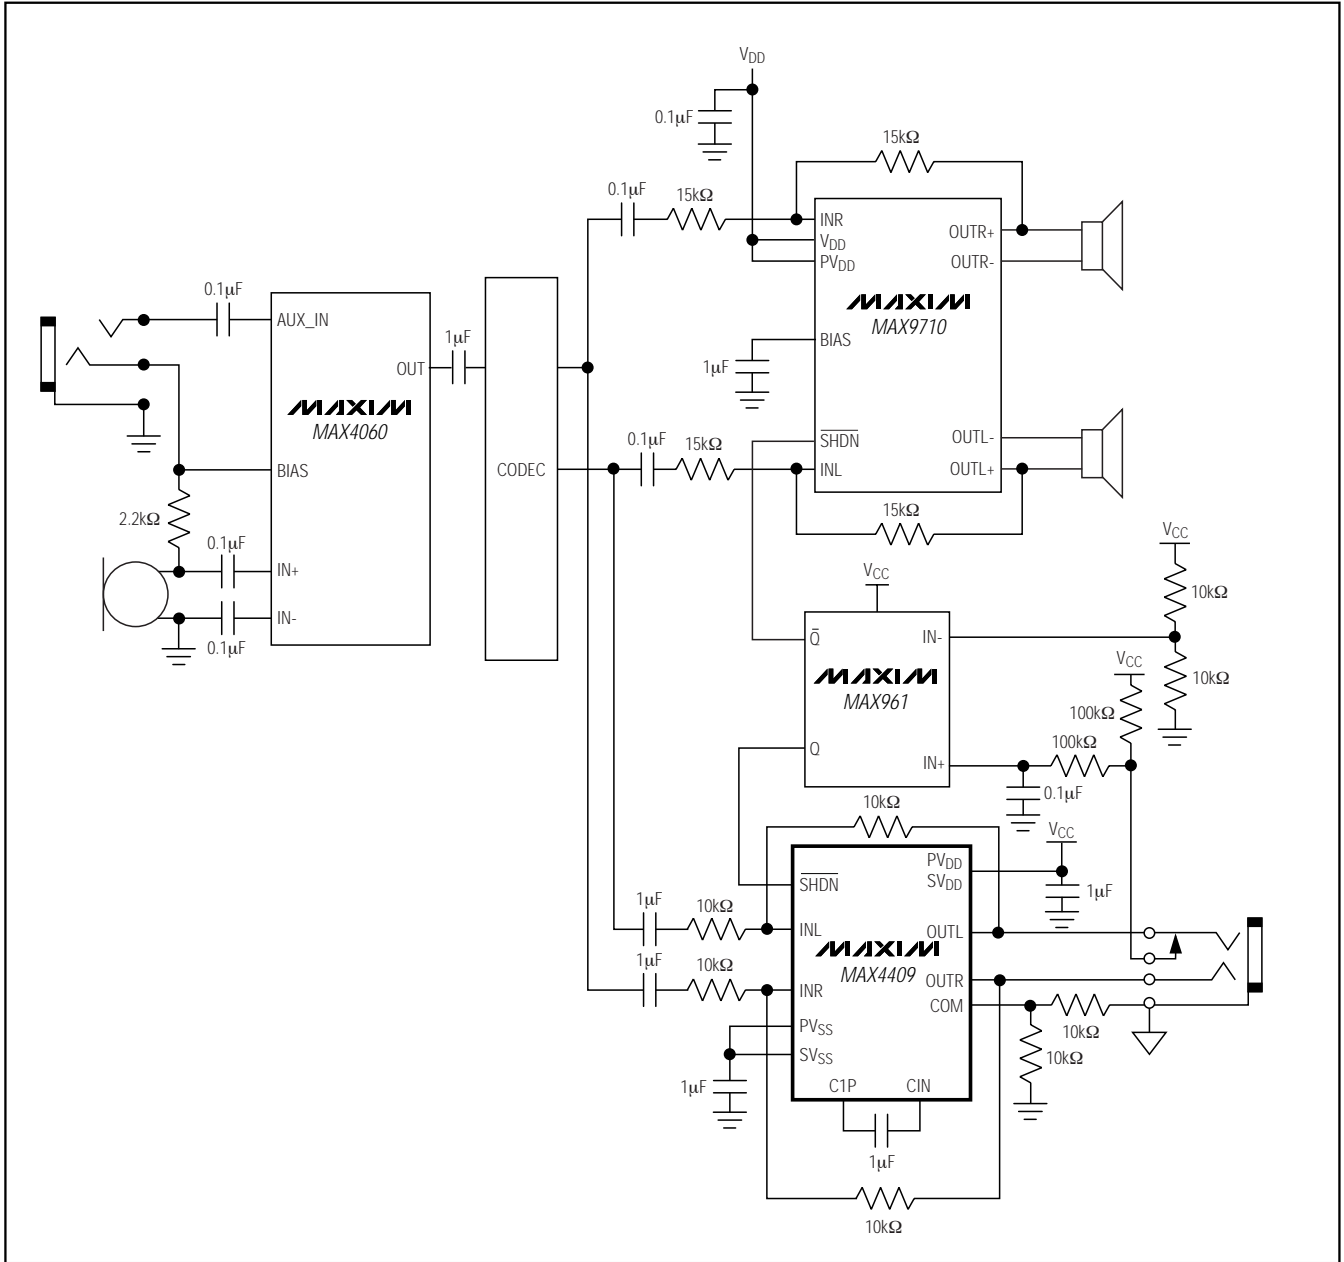 VDD
0.1µF
15kΩ
0.1µF
15kΩ
INR
VDD
PVDD
OUTR+
OUTR-
MAXIM
MAX9710
BIAS
1µF
SHDN
INL
OUTL-
OUTL+
0.1µF
15kΩ
15kΩ
0.1µF
AUX_IN
OUT
1µF
MAXIM
MAX4060
BIAS
2.2kΩ
0.1µF
IN+
IN-
0.1µF
CODEC
VCC
10kΩ
10kΩ
VCC
Q̅
IN-
MAXIM
MAX961
Q
IN+
VCC
100kΩ
100kΩ
0.1µF
10kΩ
VCC
1µF
PVDD
SVDD
SHDN
1µF
10kΩ
INL
OUTL
MAXIM
MAX4409
1µF
10kΩ
INR
OUTR
COM
10kΩ
10kΩ
PVSS
SVSS
1µF
C1P
CIN
1µF
10kΩ